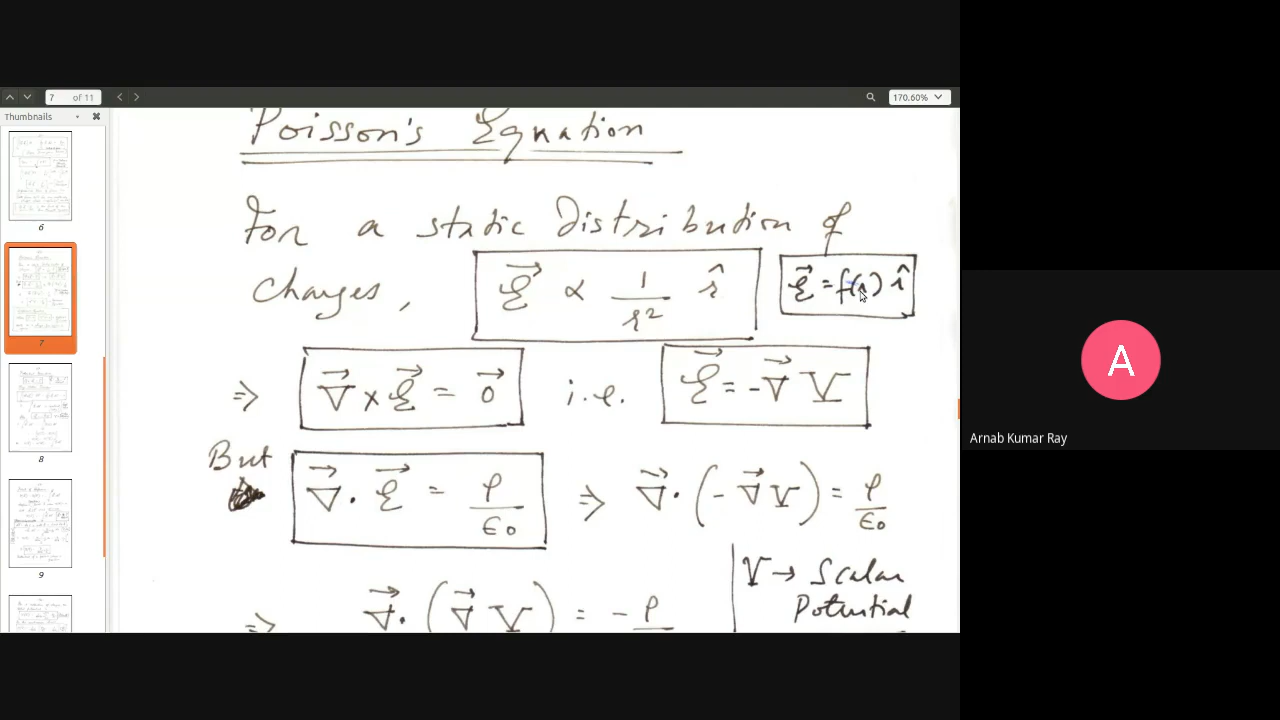 7 of 11
170.60%
Thumbnails
6
7
8
9
Poisson's Equation
For a static Distribution of
Charges, ℰ⃗ ∝ 1/r² r̂ ℰ⃗ = f(r) r̂
⇒ ∇⃗ × ℰ⃗ = 0⃗ i.e. ℰ⃗ = -∇⃗ V
But ∇⃗ · ℰ⃗ = ρ/ϵ₀ ⇒ ∇⃗ · (-∇⃗ V) = ρ/ϵ₀
V → Scalar
Potential
⇒ ∇⃗ · (∇⃗ V) = - ρ
A
Arnab Kumar Ray